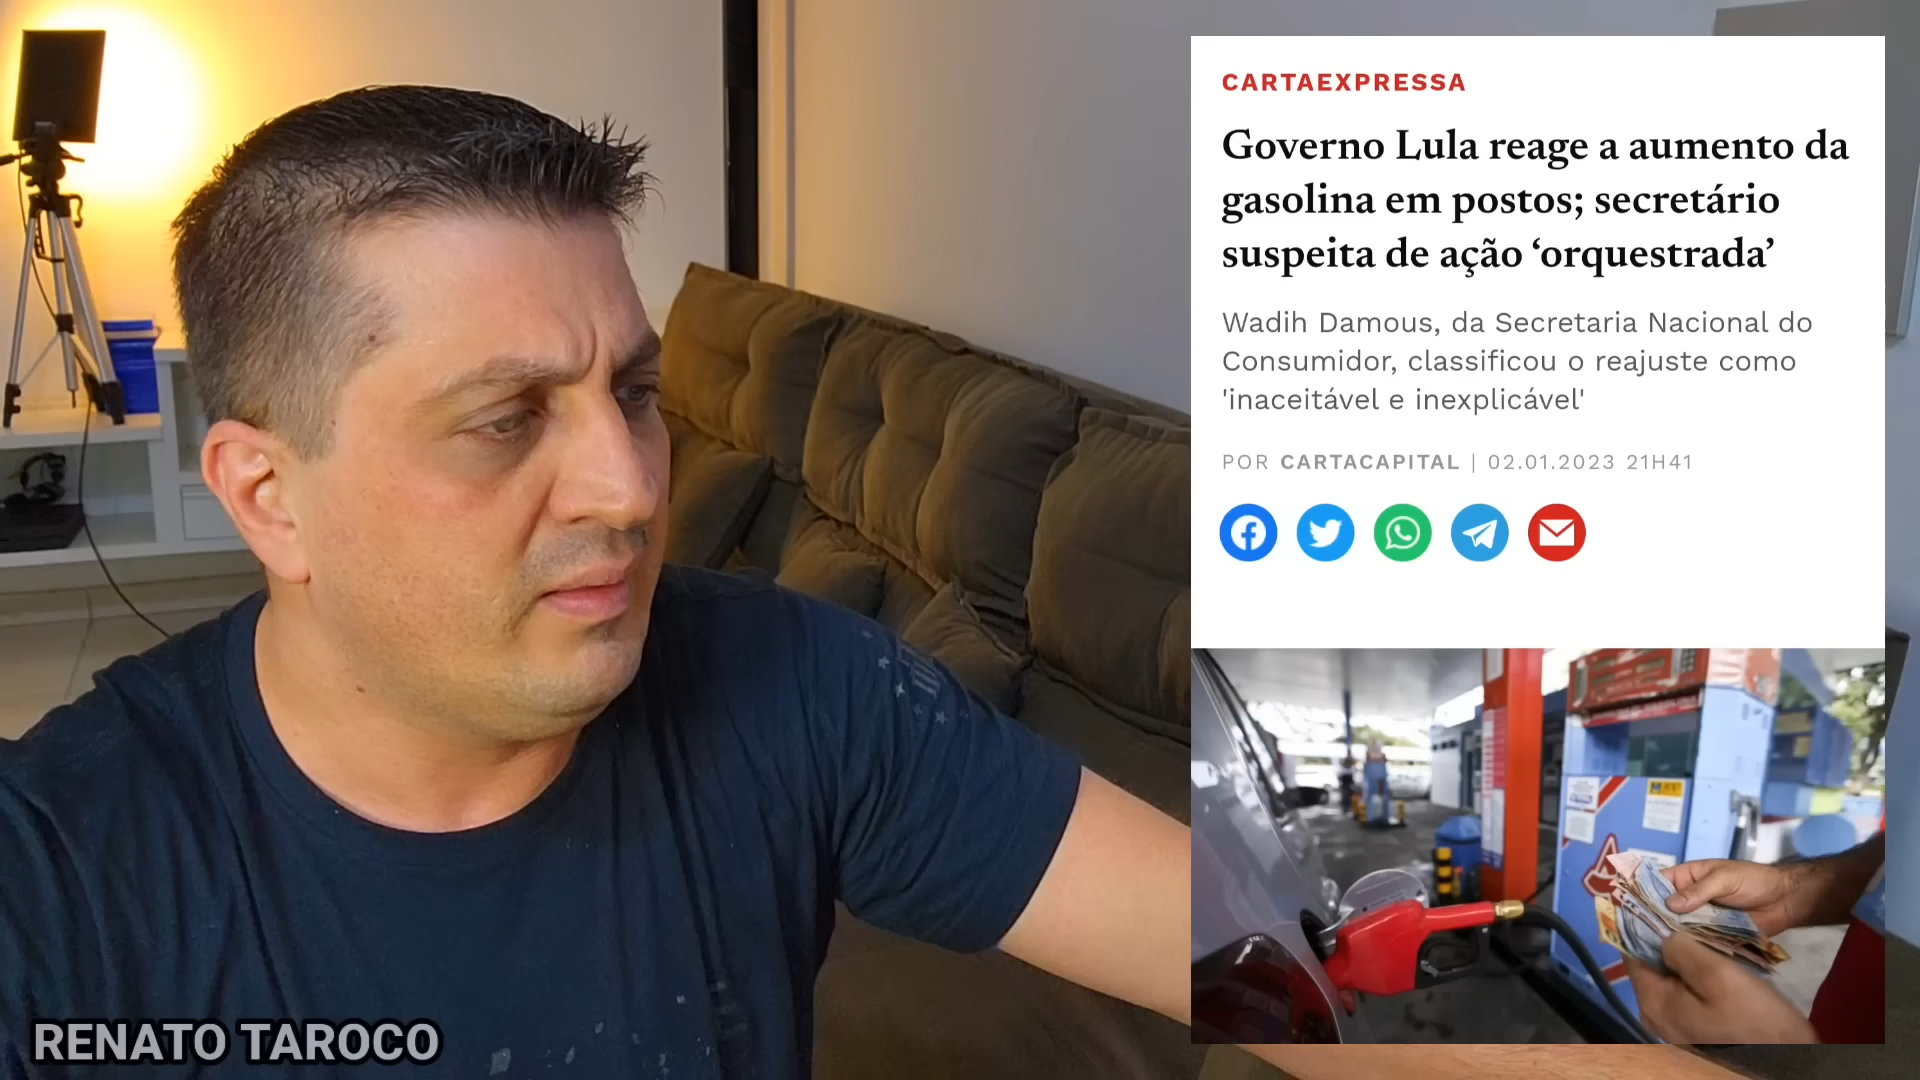 CARTAEXPRESSA
Governo Lula reage a aumento da
gasolina em postos; secretário
suspeita de ação ‘orquestrada’
Wadih Damous, da Secretaria Nacional do
Consumidor, classificou o reajuste como
'inaceitável e inexplicável'
POR CARTACAPITAL | 02.01.2023 21H41
RENATO TAROCO